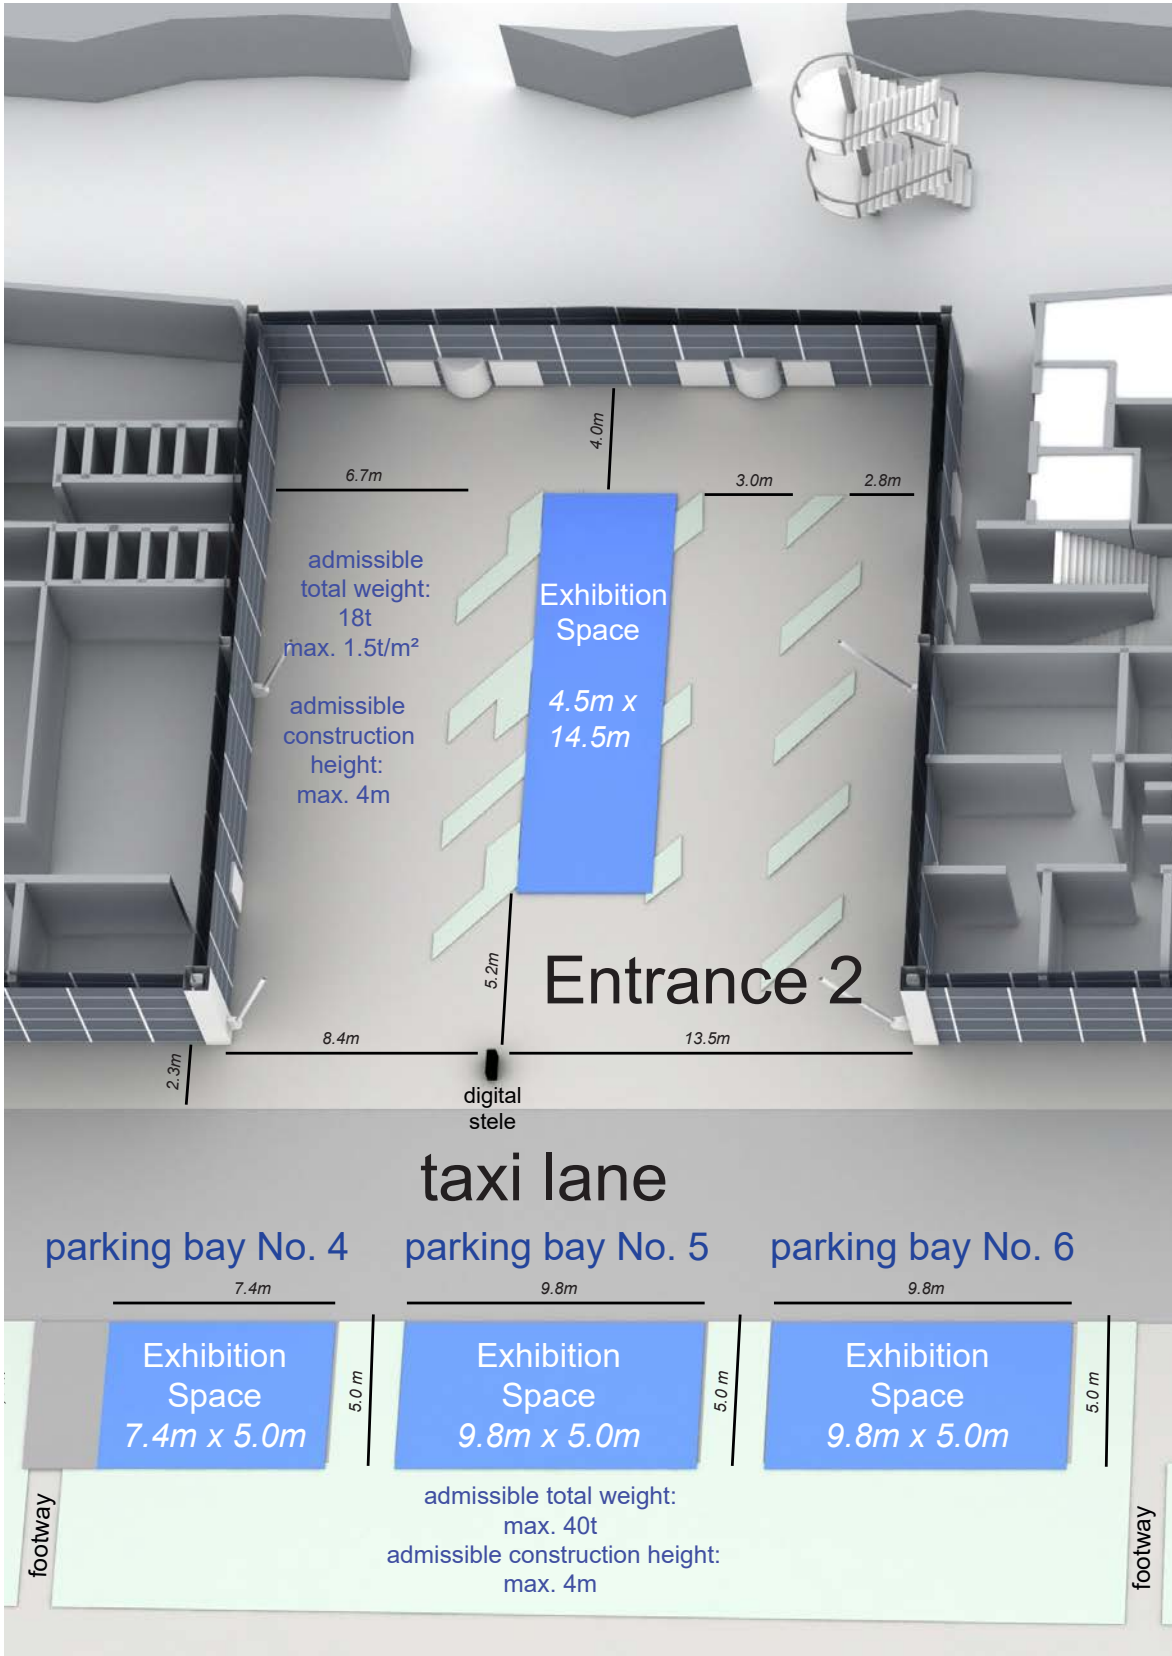 4.0m
6.7m
3.0m
2.8m
admissible
total weight:
18t
max. 1.5t/m²
admissible
construction
height:
max. 4m
Exhibition
Space
4.5m x
14.5m
5.2m
Entrance 2
8.4m
13.5m
2.3m
digital
stele
taxi lane
parking bay No. 4
parking bay No. 5
parking bay No. 6
7.4m
9.8m
9.8m
Exhibition
Space
7.4m x 5.0m
5.0 m
Exhibition
Space
9.8m x 5.0m
5.0 m
Exhibition
Space
9.8m x 5.0m
5.0 m
admissible total weight:
max. 40t
admissible construction height:
max. 4m
footway
footway